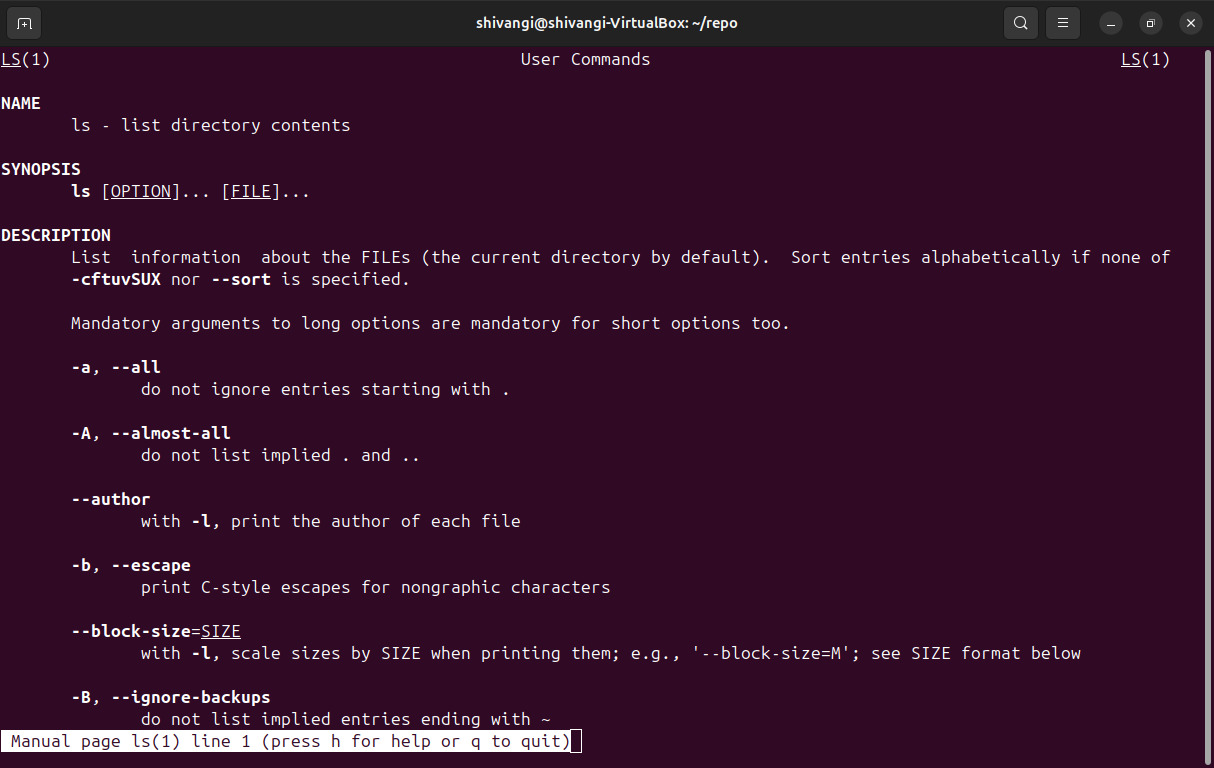 shivangi@shivangi-VirtualBox: ~/repo
LS(1) User Commands LS(1)
NAME
ls - list directory contents
SYNOPSIS
ls [OPTION]... [FILE]...
DESCRIPTION
List information about the FILEs (the current directory by default). Sort entries alphabetically if none of
-cftuvSUX nor --sort is specified.
Mandatory arguments to long options are mandatory for short options too.
-a, --all
do not ignore entries starting with .
-A, --almost-all
do not list implied . and ..
--author
with -l, print the author of each file
-b, --escape
print C-style escapes for nongraphic characters
--block-size=SIZE
with -l, scale sizes by SIZE when printing them; e.g., '--block-size=M'; see SIZE format below
-B, --ignore-backups
do not list implied entries ending with ~
Manual page ls(1) line 1 (press h for help or q to quit)